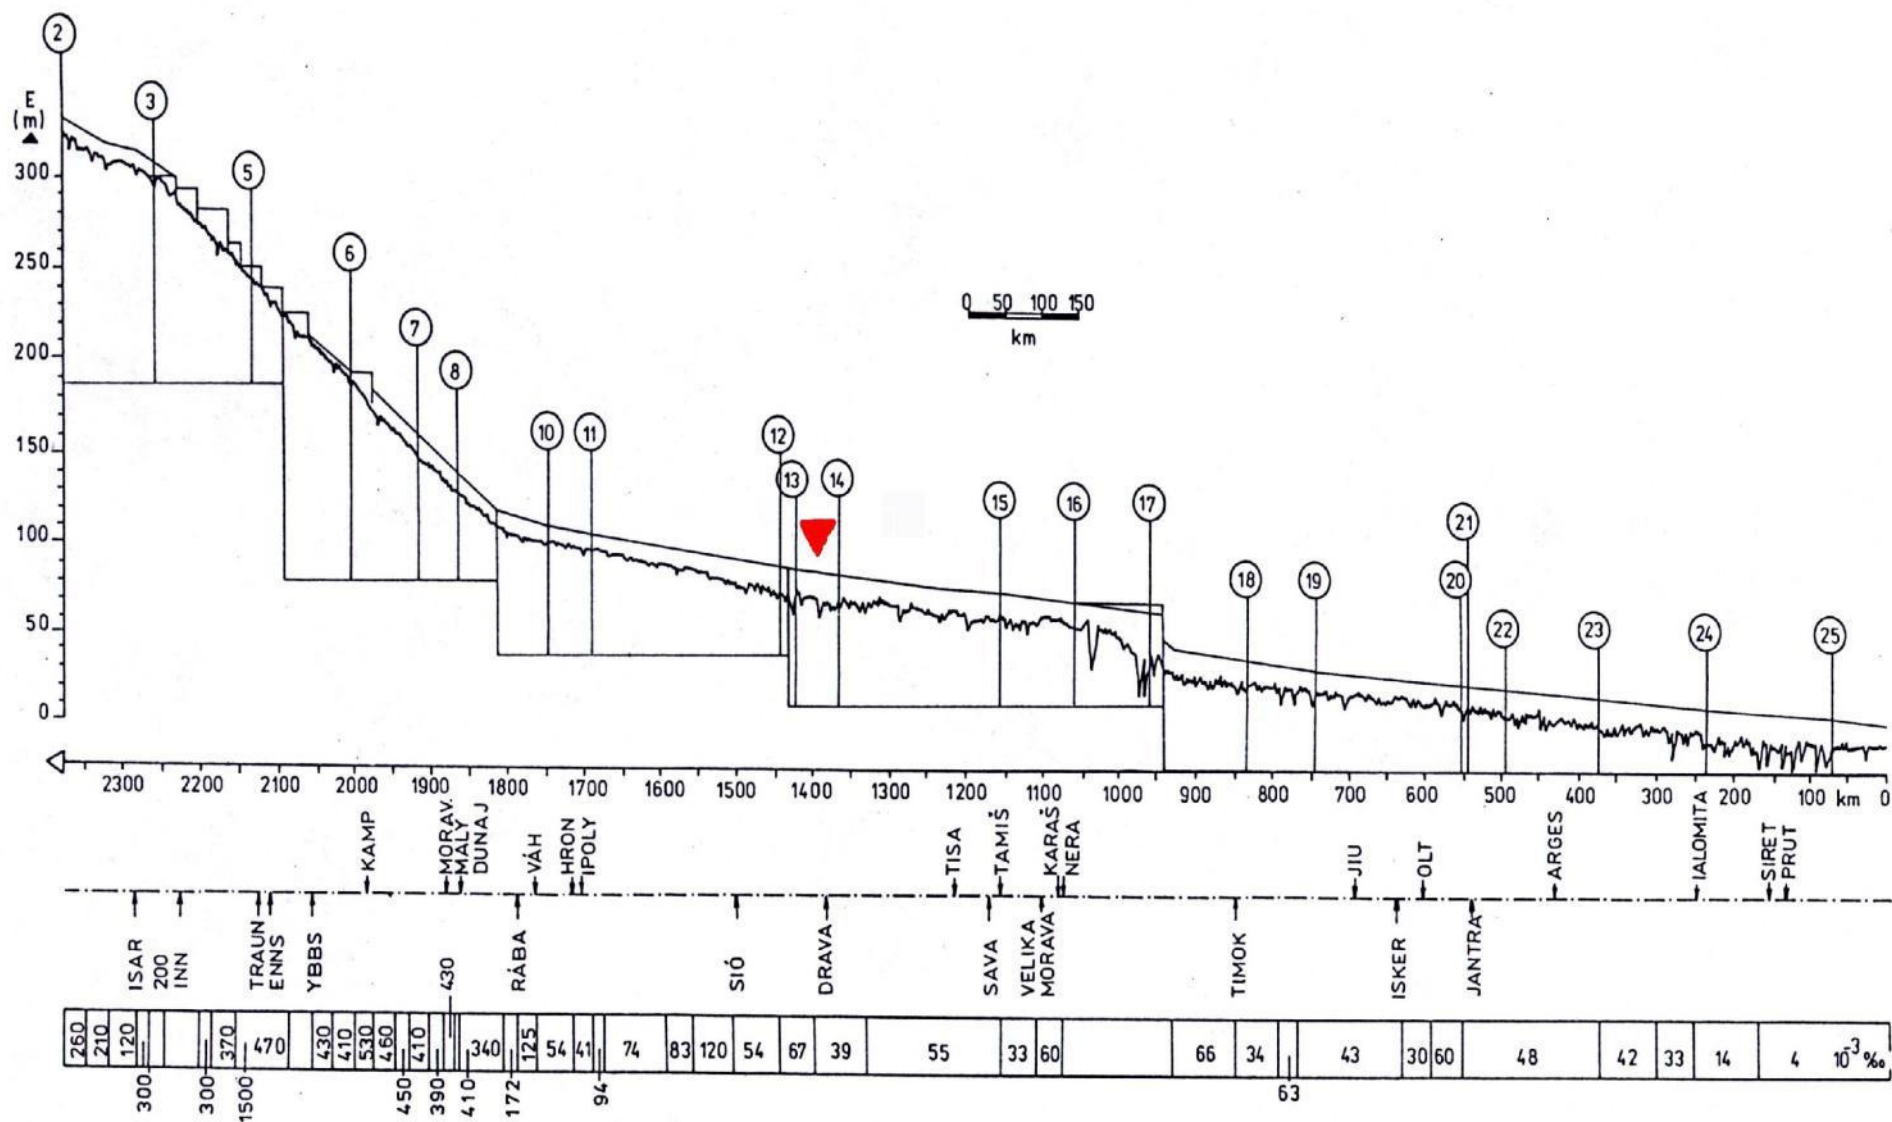 2
3
5
6
7
8
10
11
12
13
14
15
16
17
18
19
20
21
22
23
24
25
E
(m)
300
250
200
150
100
50
0
0 50 100 150
km
2300 2200 2100 2000 1900 1800 1700 1600 1500 1400 1300 1200 1100 1000 900 800 700 600 500 400 300 200 100 km 0
KAMP
MORAV.
MALY
DUNAJ
VÁH
HRON
IPOLY
TISA
TAMIŠ
KARAŠ
NERA
JIU
OLT
ARGES
IALOMITA
SIRET
PRUT
ISAR
200
INN
TRAUN
ENNS
YBBS
430
RÁBA
SIÓ
DRAVA
SAVA
VELIKA
MORAVA
TIMOK
ISKER
JANTRA
260 210 120 370 470 430 410 530 460 410 340 125 54 41 74 83 120 54 67 39 55 33 60 66 34 43 30 60 48 42 33 14 4 10⁻³ ‰
300 300 1500 450 390 410 172 94 63